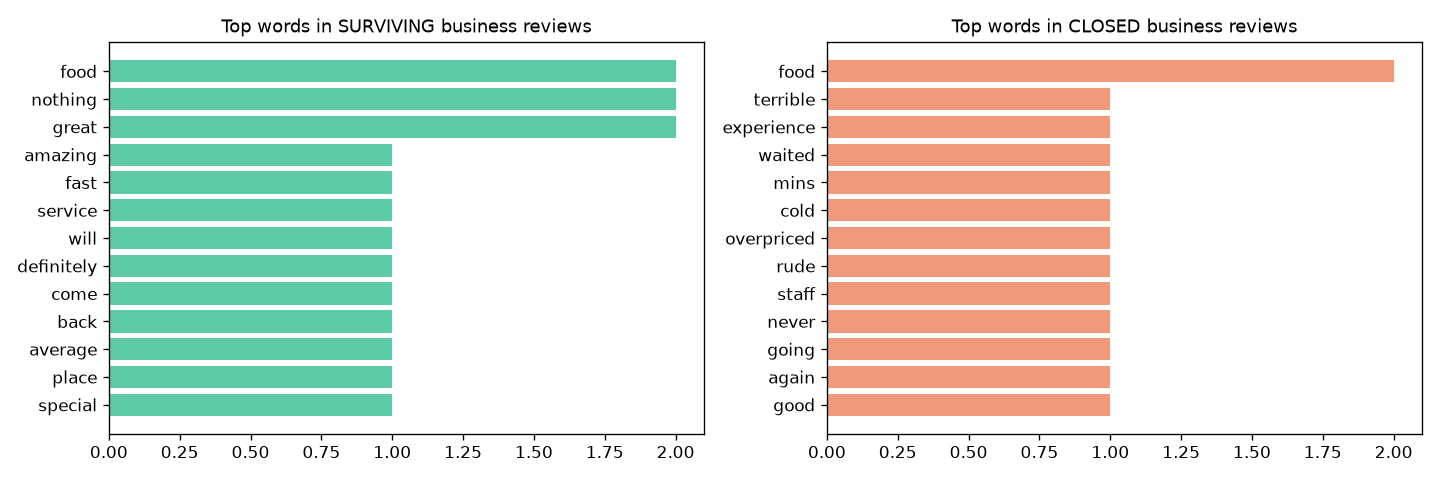 Top words in SURVIVING business reviews
food
nothing
great
amazing
fast
service
will
definitely
come
back
average
place
special
0.00 0.25 0.50 0.75 1.00 1.25 1.50 1.75 2.00
Top words in CLOSED business reviews
food
terrible
experience
waited
mins
cold
overpriced
rude
staff
never
going
again
good
0.00 0.25 0.50 0.75 1.00 1.25 1.50 1.75 2.00